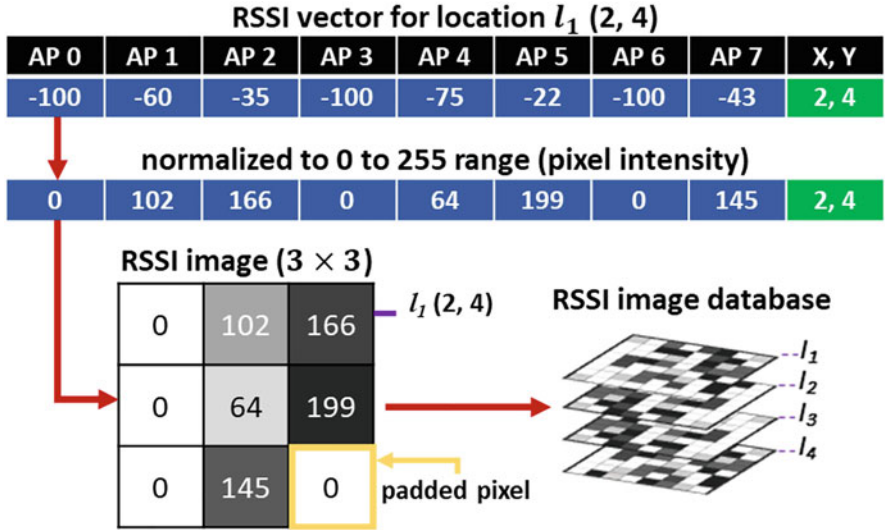 RSSI vector for location l₁ (2, 4)
AP 0 AP 1 AP 2 AP 3 AP 4 AP 5 AP 6 AP 7 X, Y
-100 -60 -35 -100 -75 -22 -100 -43 2, 4
normalized to 0 to 255 range (pixel intensity)
0 102 166 0 64 199 0 145 2, 4
RSSI image (3 × 3)
0 102 166
l₁ (2, 4)
0 64 199
0 145 0
padded pixel
RSSI image database
l₁
l₂
l₃
l₄